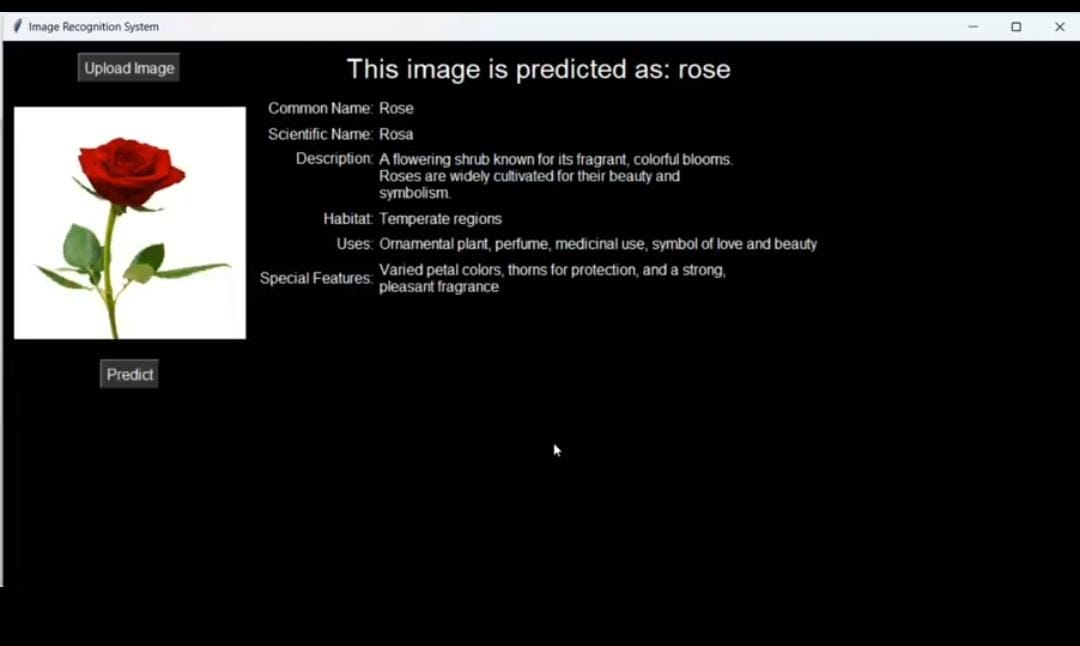 Image Recognition System
Upload Image
This image is predicted as: rose
Common Name: Rose
Scientific Name: Rosa
Description: A flowering shrub known for its fragrant, colorful blooms.
Roses are widely cultivated for their beauty and
symbolism.
Habitat: Temperate regions
Uses: Ornamental plant, perfume, medicinal use, symbol of love and beauty
Special Features: Varied petal colors, thorns for protection, and a strong,
pleasant fragrance
Predict